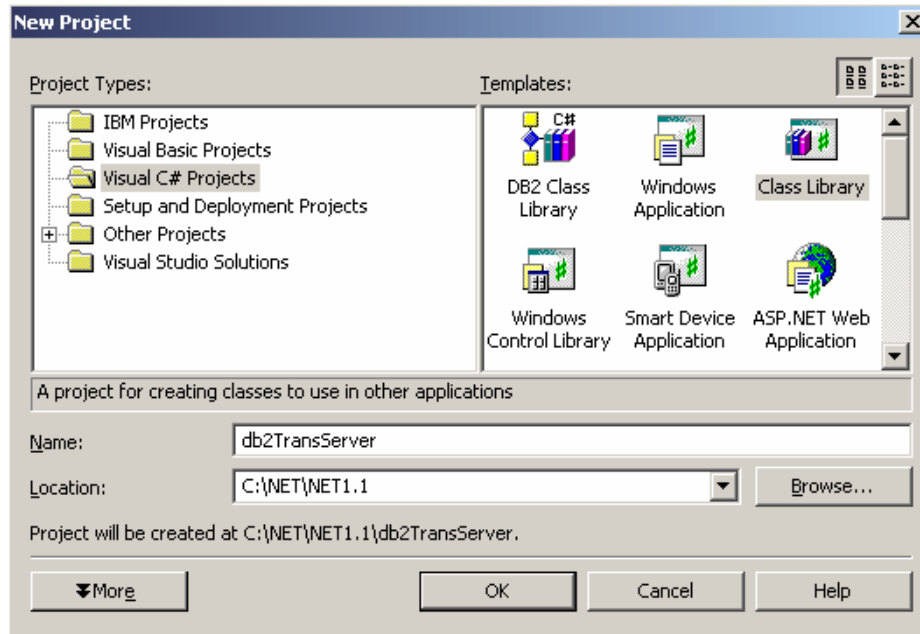 New Project
Project Types:
Templates:
IBM Projects
Visual Basic Projects
Visual C# Projects
Setup and Deployment Projects
Other Projects
Visual Studio Solutions
C#
DB2 Class
Library
Windows
Application
Class Library
Windows
Control Library
Smart Device
Application
ASP.NET Web
Application
A project for creating classes to use in other applications
Name:
db2TransServer
Location:
C:\NET\NET1.1
Browse...
Project will be created at C:\NET\NET1.1\db2TransServer.
More
OK
Cancel
Help